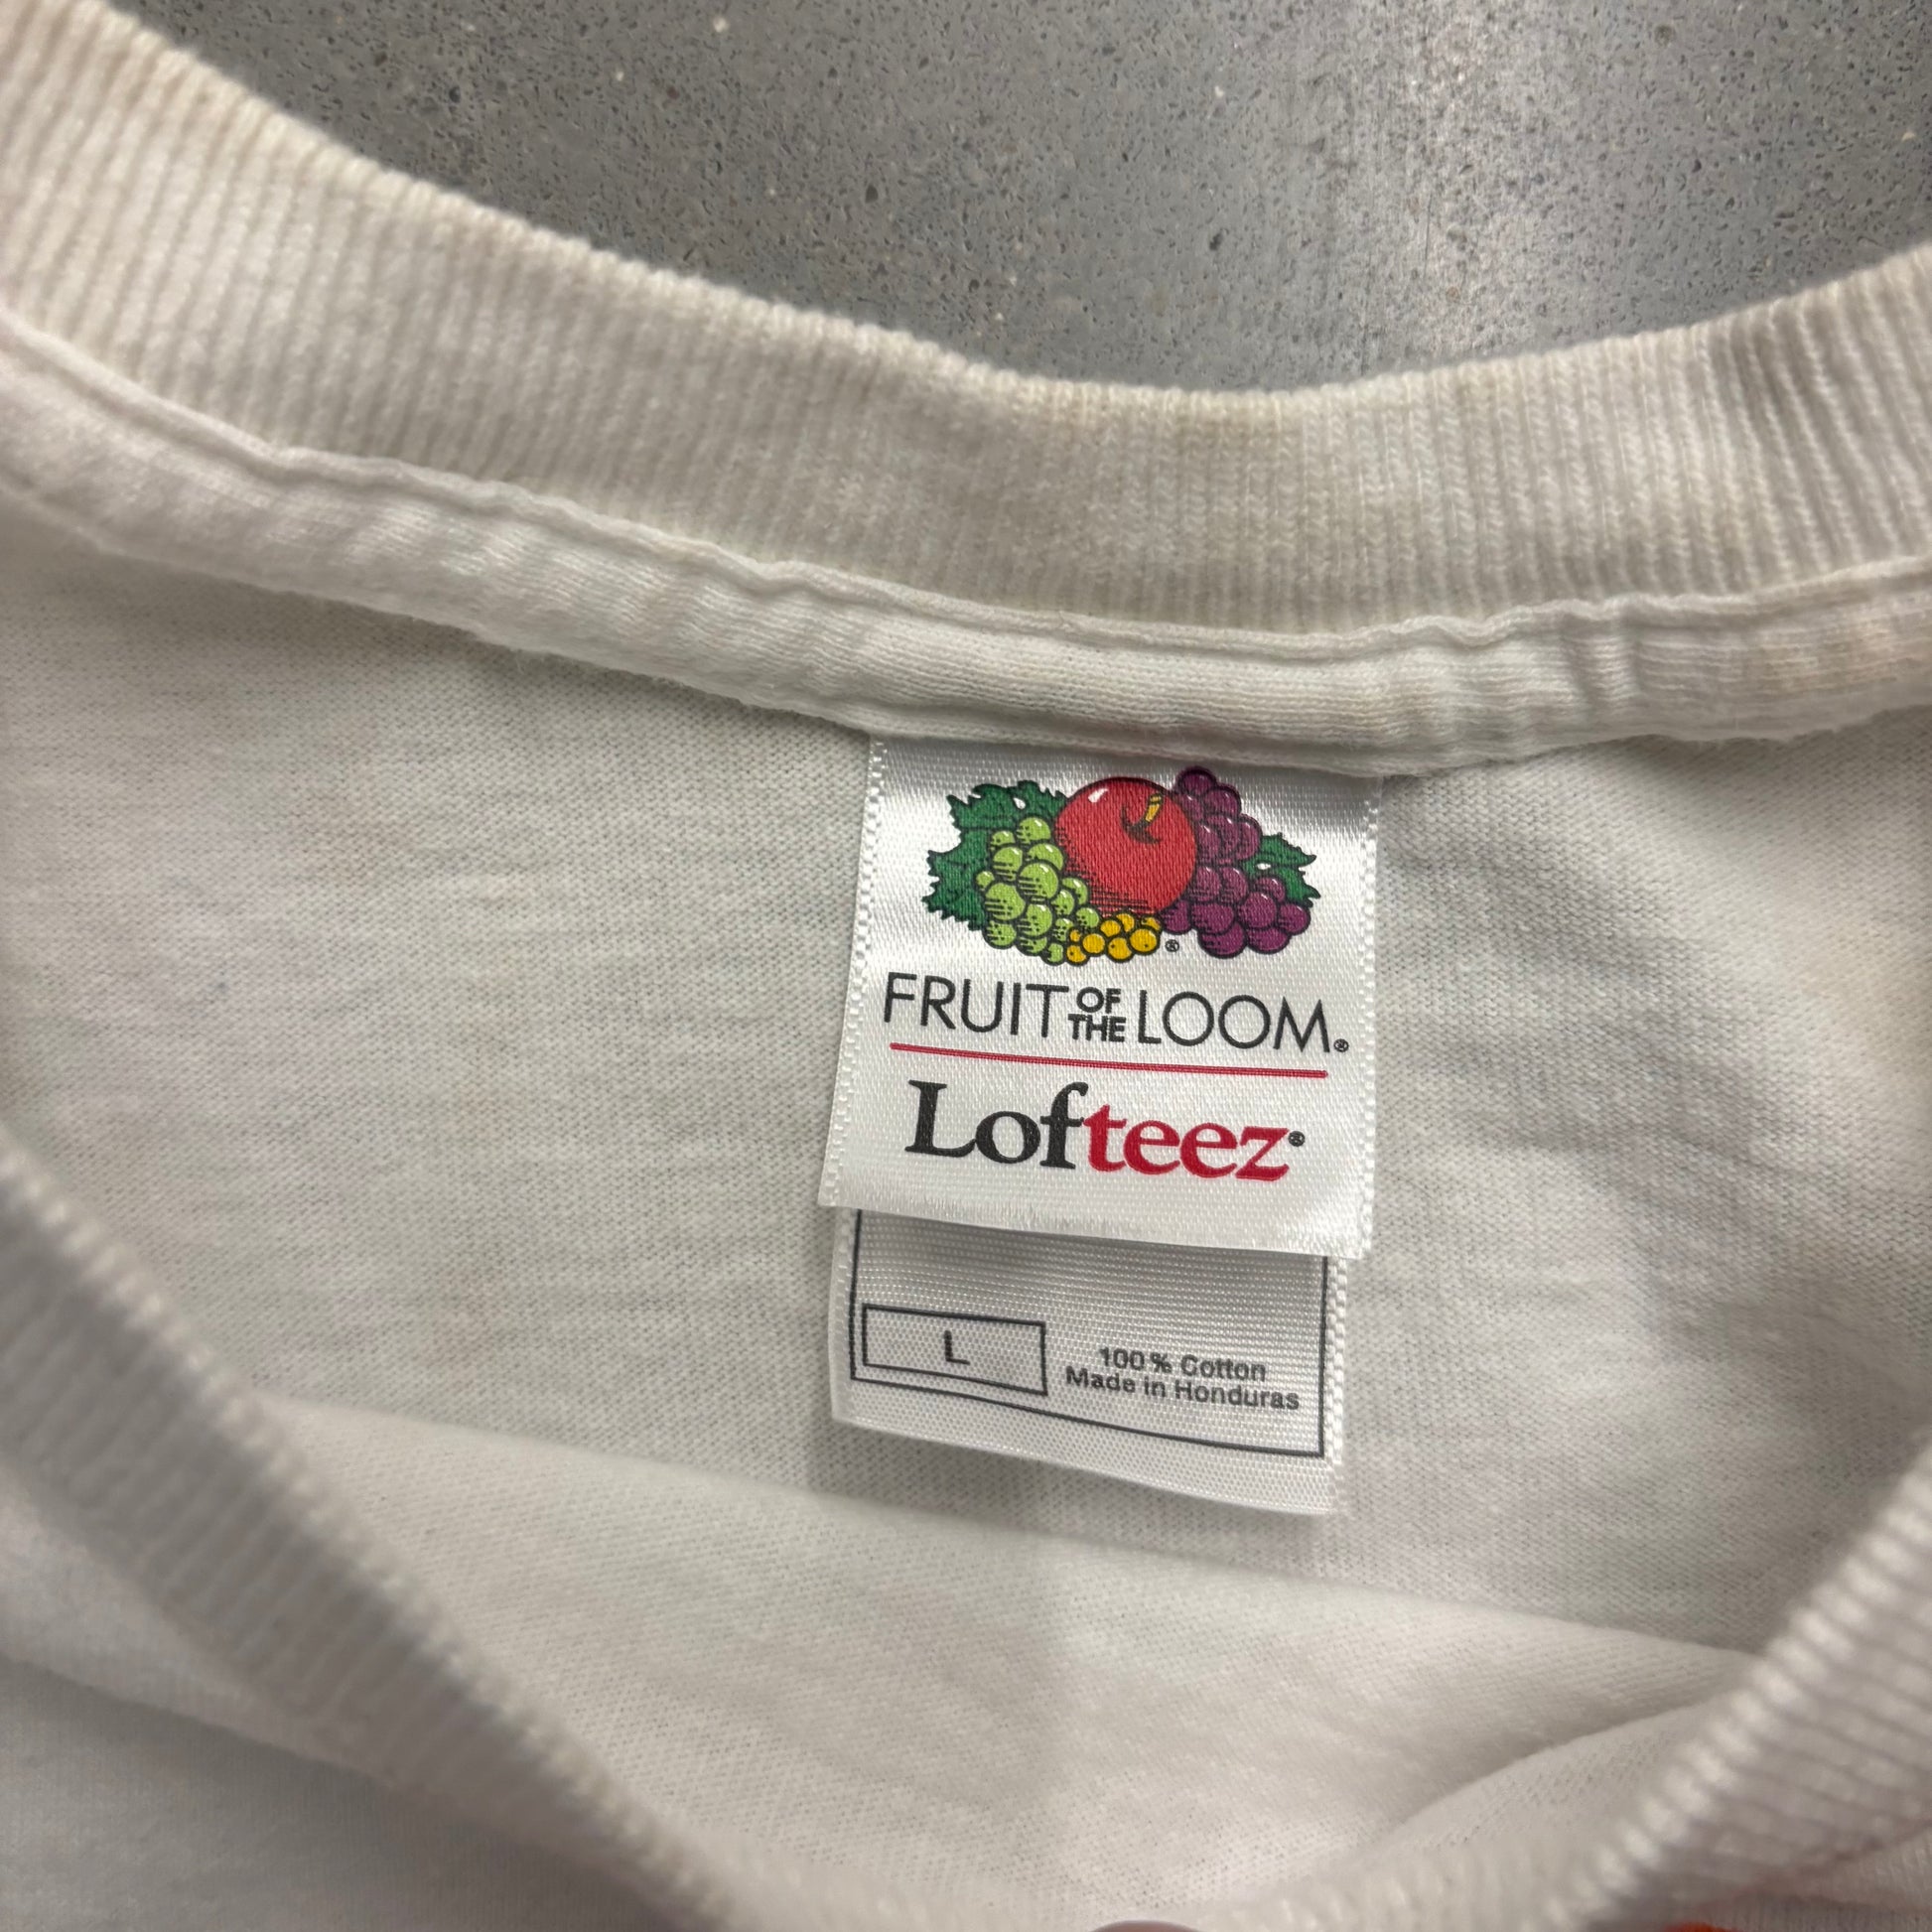 FRUIT OF THE LOOM®
Lofteez®
L
100% Cotton
Made in Honduras